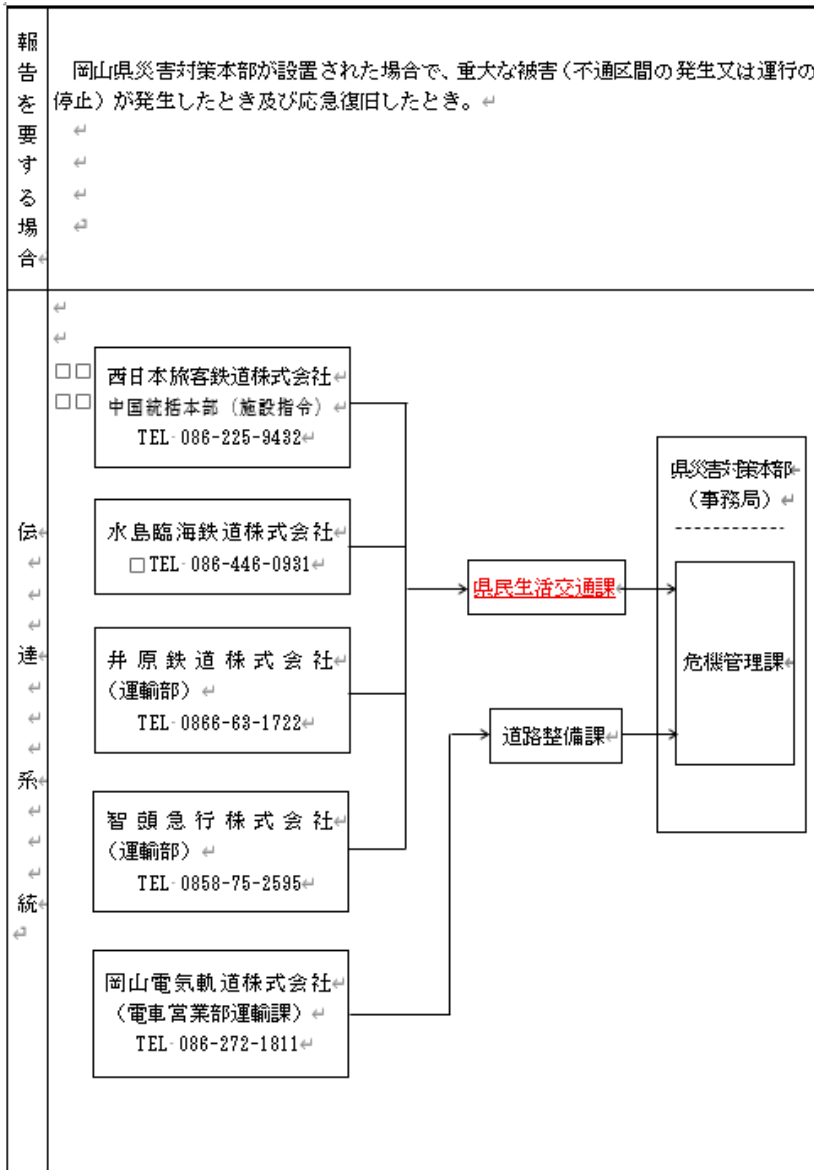 報告を要する場合
岡山県災害対策本部が設置された場合で、重大な被害(不通区間の発生又は運行の
停止)が発生したとき及び応急復旧したとき。
伝達系統
西日本旅客鉄道株式会社
中国統括本部（施設指令）
TEL 086-225-9432
水島臨海鉄道株式会社
TEL 086-446-0931
井原鉄道株式会社
（運輸部）
TEL 0866-63-1722
智頭急行株式会社
（運輸部）
TEL 0858-75-2595
岡山電気軌道株式会社
（電車営業部運輸課）
TEL 086-272-1811
県民生活交通課
道路整備課
県災害対策本部
（事務局）
危機管理課